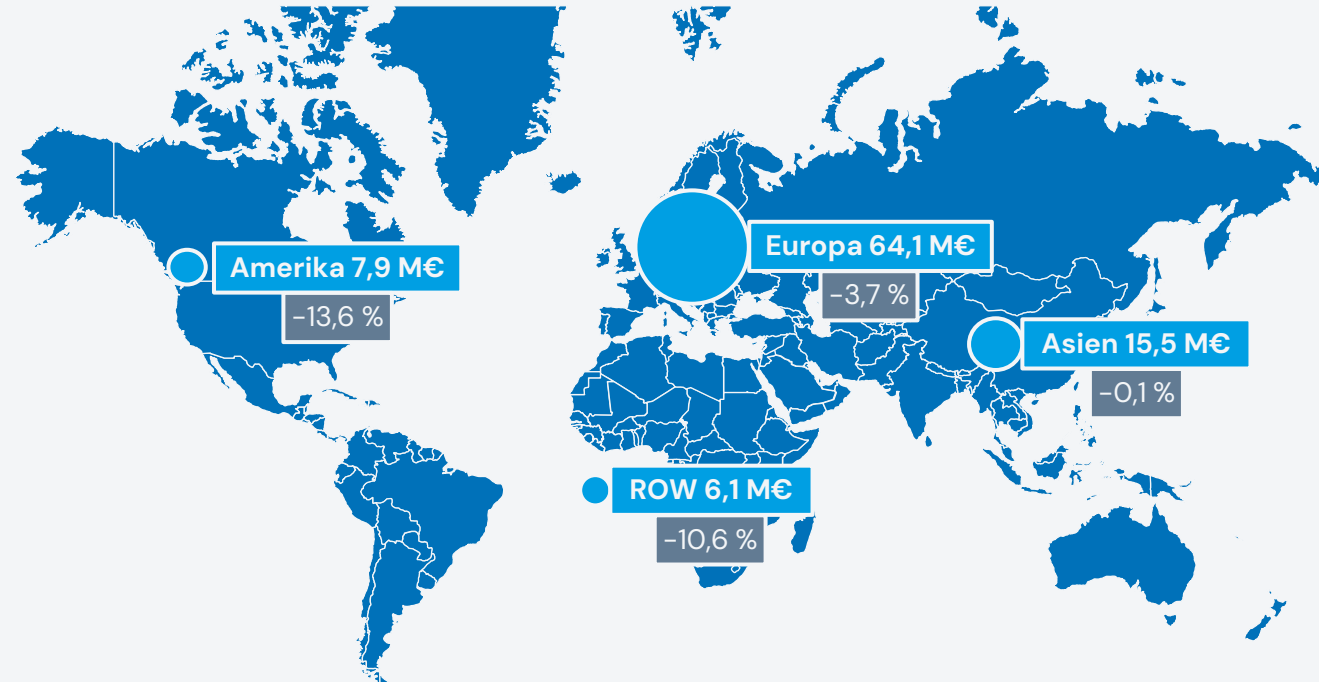 Amerika 7,9 M€
-13,6 %
Europa 64,1 M€
-3,7 %
Asien 15,5 M€
-0,1 %
ROW 6,1 M€
-10,6 %